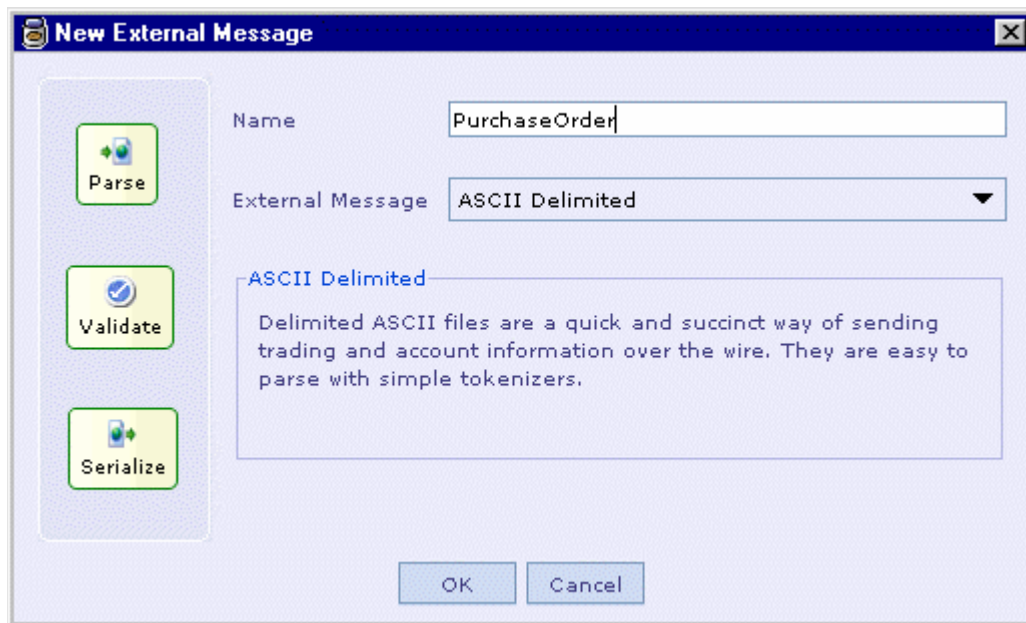 New External Message
Parse
Validate
Serialize
Name
PurchaseOrder
External Message
ASCII Delimited
ASCII Delimited
Delimited ASCII files are a quick and succinct way of sending
trading and account information over the wire. They are easy to
parse with simple tokenizers.
OK
Cancel